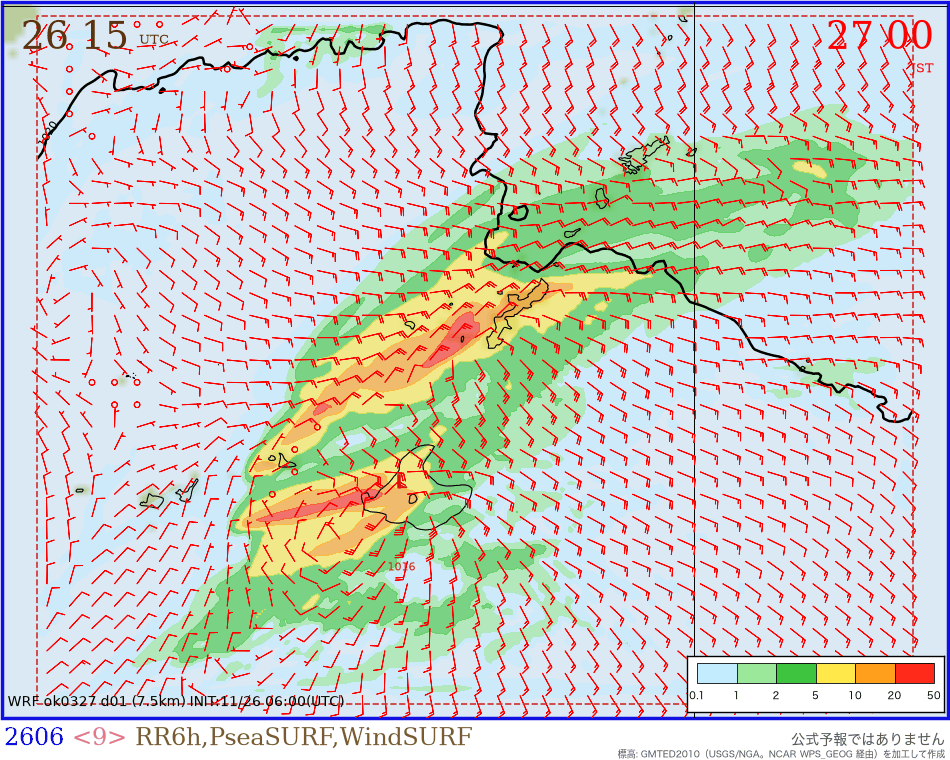 26 15 UTC
27 00
JST
1016
WRF ok0327 d01 (7.5km) INIT:11/26 06:00(UTC)
0.1 1 2 5 10 20 50
2606 <9> RR6h,PseaSURF,WindSURF
公式予報ではありません
標高: GMTED2010（USGS/NGA。NCAR WPS_GEOG 経由）を加工して作成